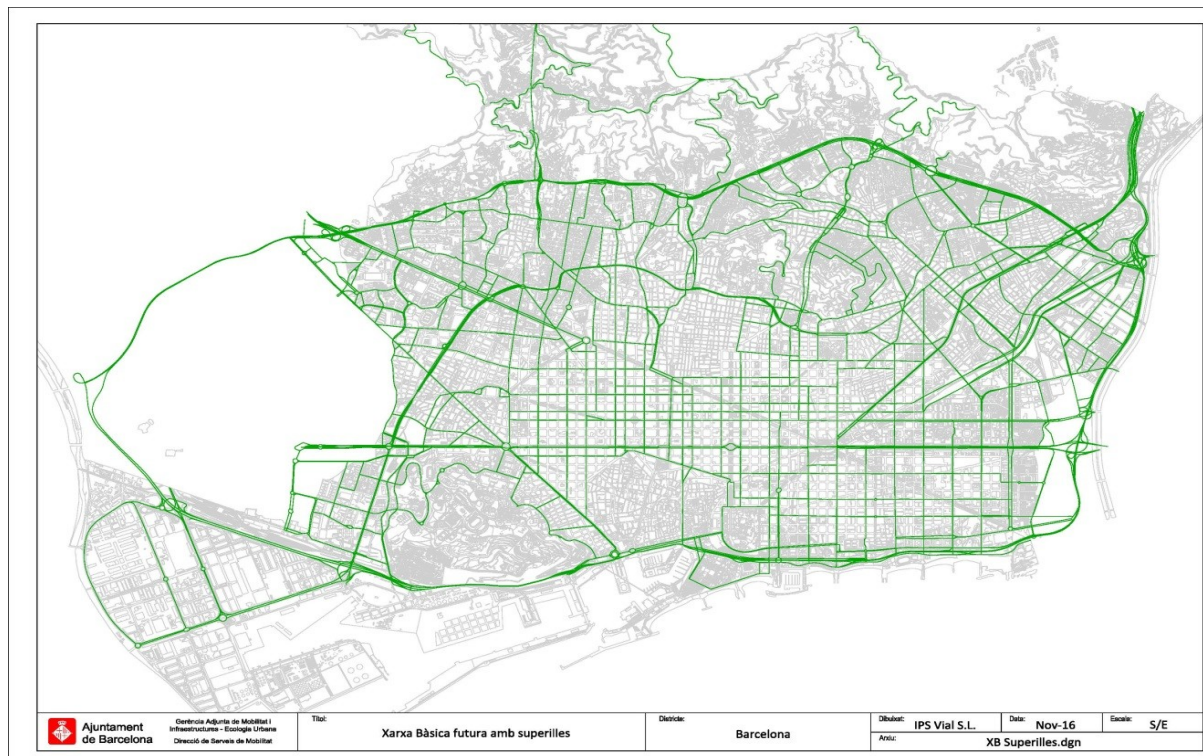 Ajuntament
de Barcelona
Gerència Adjunta de Mobilitat i
Infraestructures - Ecologia Urbana
Direcció de Serveis de Mobilitat
Títol:
Xarxa Bàsica futura amb superilles
Districte:
Barcelona
Dibuixat:
IPS Vial S.L.
Data:
Nov-16
Escala:
S/E
Arxiu:
XB Superilles.dgn